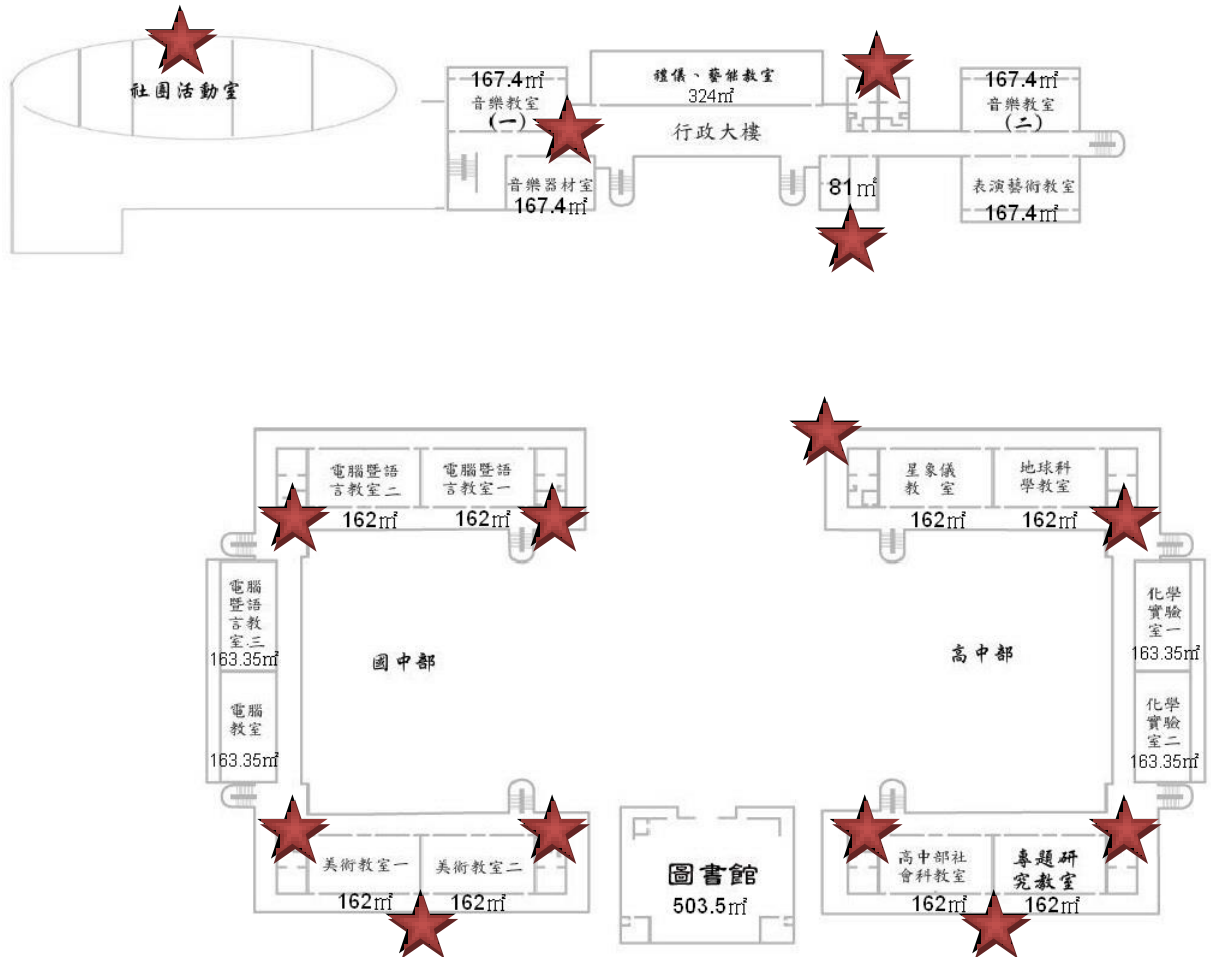 社團活動室
167.4㎡
音樂教室
(一)
音樂器材室
167.4㎡
禮儀、藝能教室
324㎡
行政大樓
81㎡
167.4㎡
音樂教室
(二)
表演藝術教室
167.4㎡
電腦暨語
言教室二
162㎡
電腦暨語
言教室一
162㎡
星象儀
教 室
162㎡
地球科
學教室
162㎡
電腦
暨語
言教
室三
163.35㎡
電腦
教室
163.35㎡
國中部
高中部
化學
實驗
室一
163.35㎡
化學
實驗
室二
163.35㎡
美術教室一
162㎡
美術教室二
162㎡
圖書館
503.5㎡
高中部社
會科教室
162㎡
專題研
究教室
162㎡